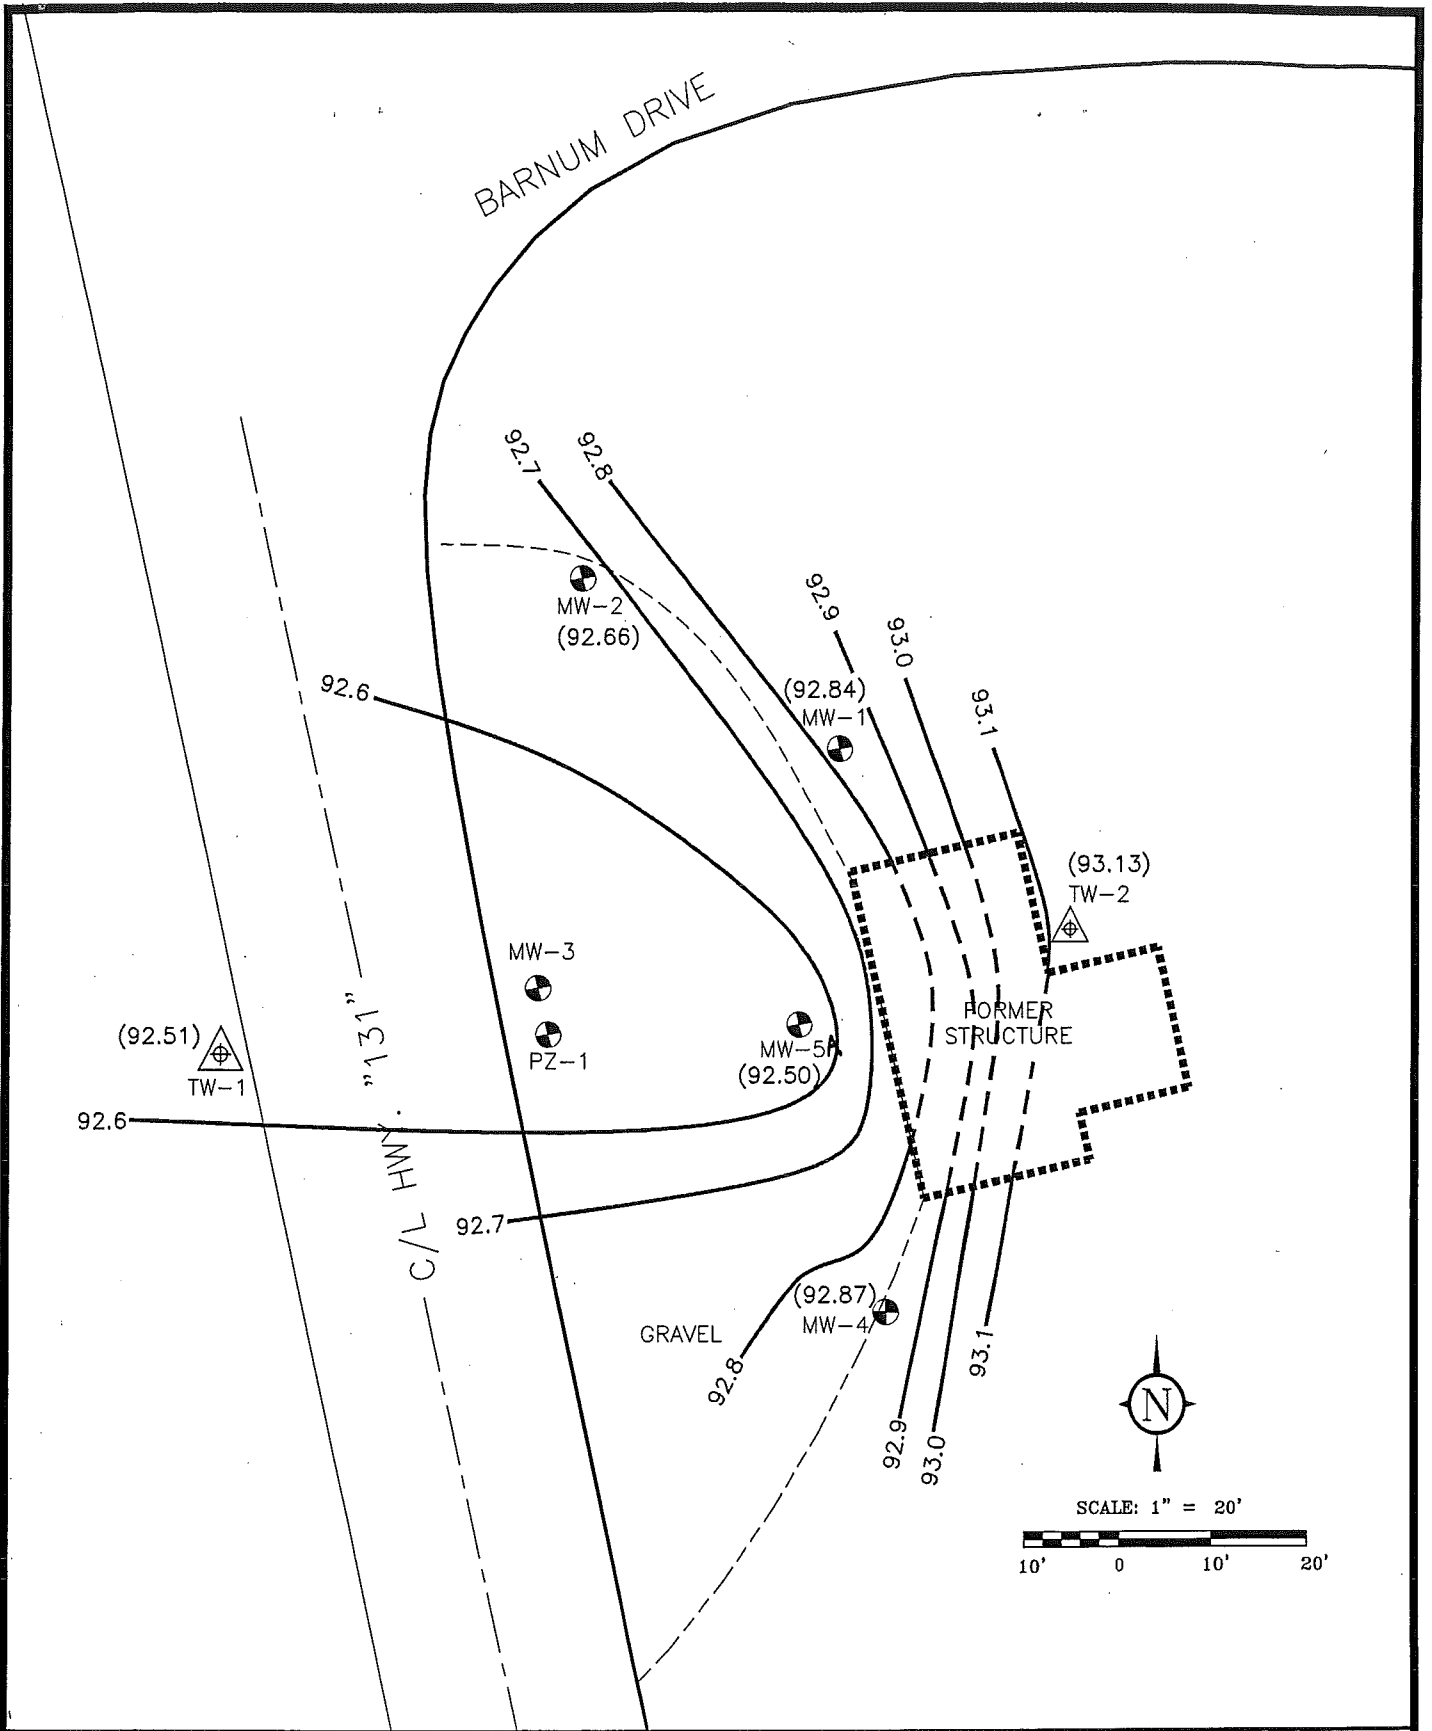 BARNUM DRIVE
92.7
92.8
92.9
93.0
93.1
92.6
MW-2
(92.66)
(92.84)
MW-1
(93.13)
TW-2
MW-3
PZ-1
(92.51)
TW-1
MW-5A
(92.50)
FORMER
STRUCTURE
92.6
C/L HWY. "131"
92.7
GRAVEL
(92.87)
MW-4
92.8
92.9
93.0
93.1
N
SCALE: 1" = 20'
10' 0 10' 20'